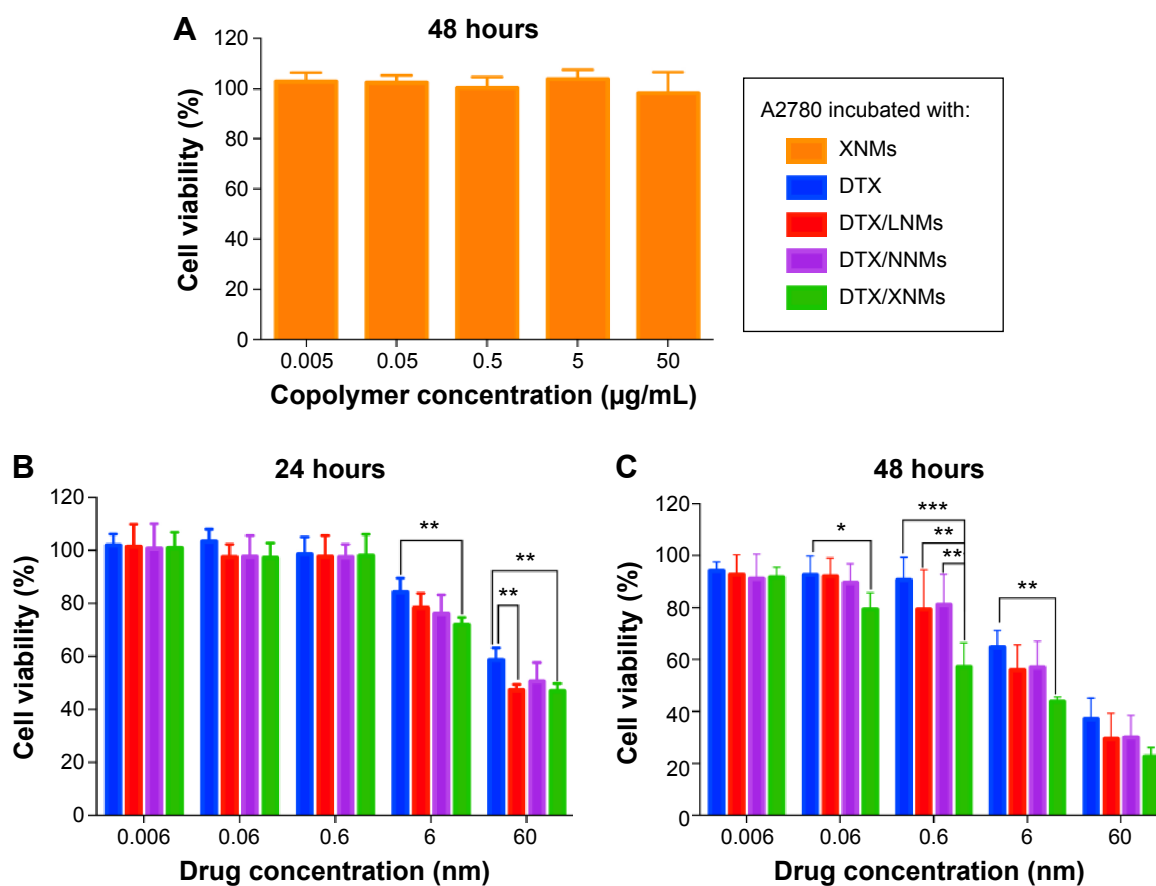 A
48 hours
120
100
80
60
40
20
0
Cell viability (%)
0.005 0.05 0.5 5 50
Copolymer concentration (µg/mL)
A2780 incubated with:
XNMs
DTX
DTX/LNMs
DTX/NNMs
DTX/XNMs
B
24 hours
120
100
80
60
40
20
0
Cell viability (%)
** ** **
0.006 0.06 0.6 6 60
Drug concentration (nm)
C
48 hours
120
100
80
60
40
20
0
Cell viability (%)
* *** ** ** **
0.006 0.06 0.6 6 60
Drug concentration (nm)